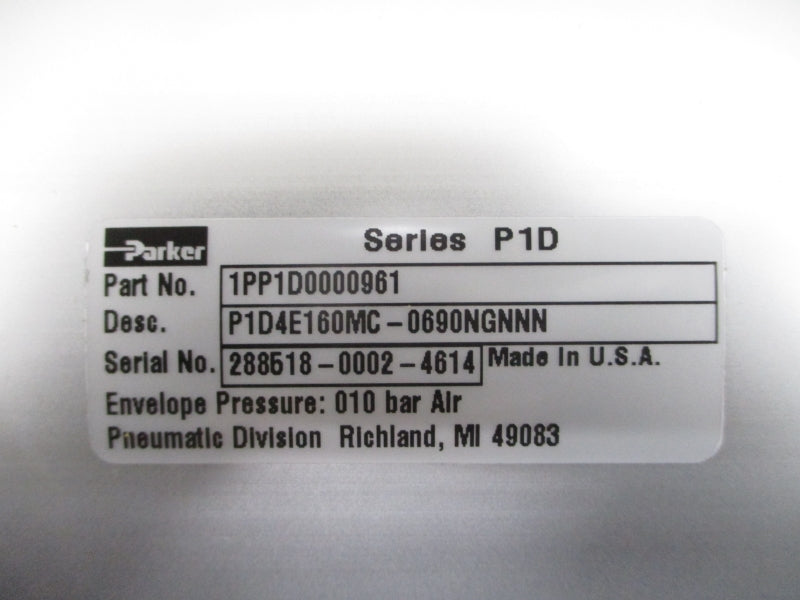 Parker Series P1D
Part No. 1PP1D0000961
Desc. P1D4E160MC-0690NGNNN
Serial No. 288518-0002-4614 Made In U.S.A.
Envelope Pressure: 010 bar Air
Pneumatic Division Richland, MI 49083